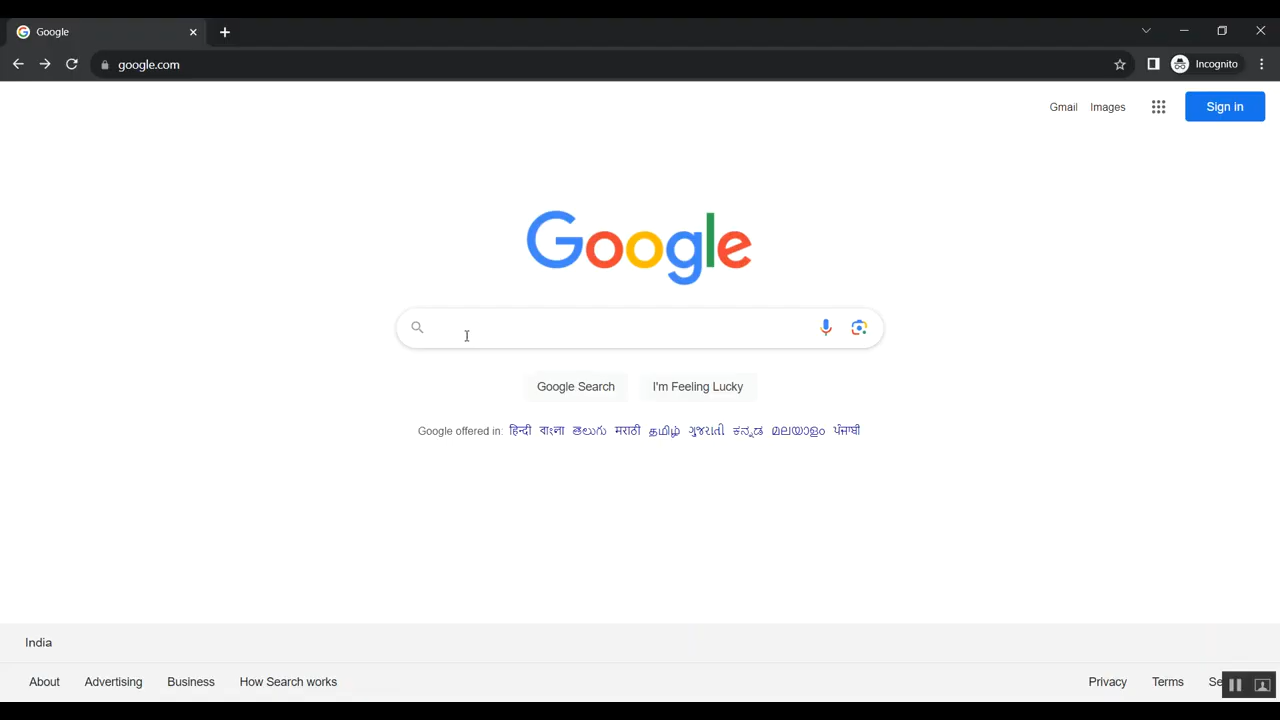 Google
google.com
Incognito
Gmail Images
Sign in
Google
Google Search I'm Feeling Lucky
Google offered in: हिन्दी বাংলা తెలుగు मराठी தமிழ் ગુજરાતી ಕನ್ನಡ മലയാളം ਪੰਜਾਬੀ
India
About Advertising Business How Search works Privacy Terms